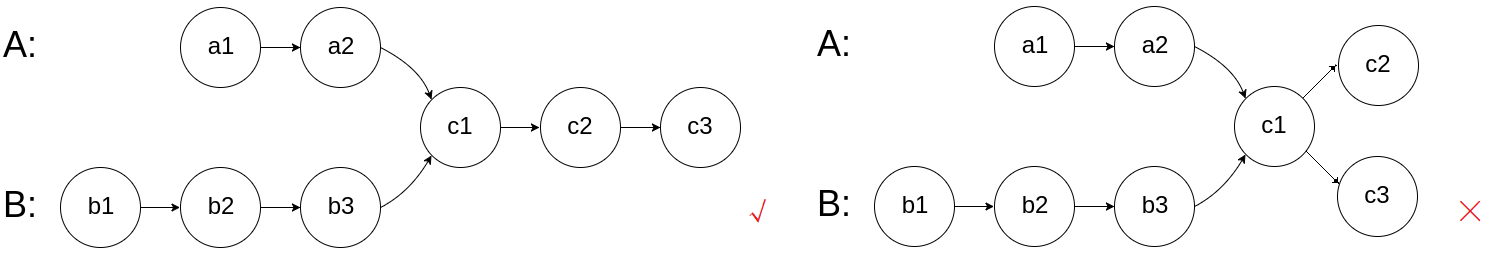 A: a1 a2
c1 c2 c3
B: b1 b2 b3
√
A: a1 a2 c2
c1
B: b1 b2 b3 c3
×